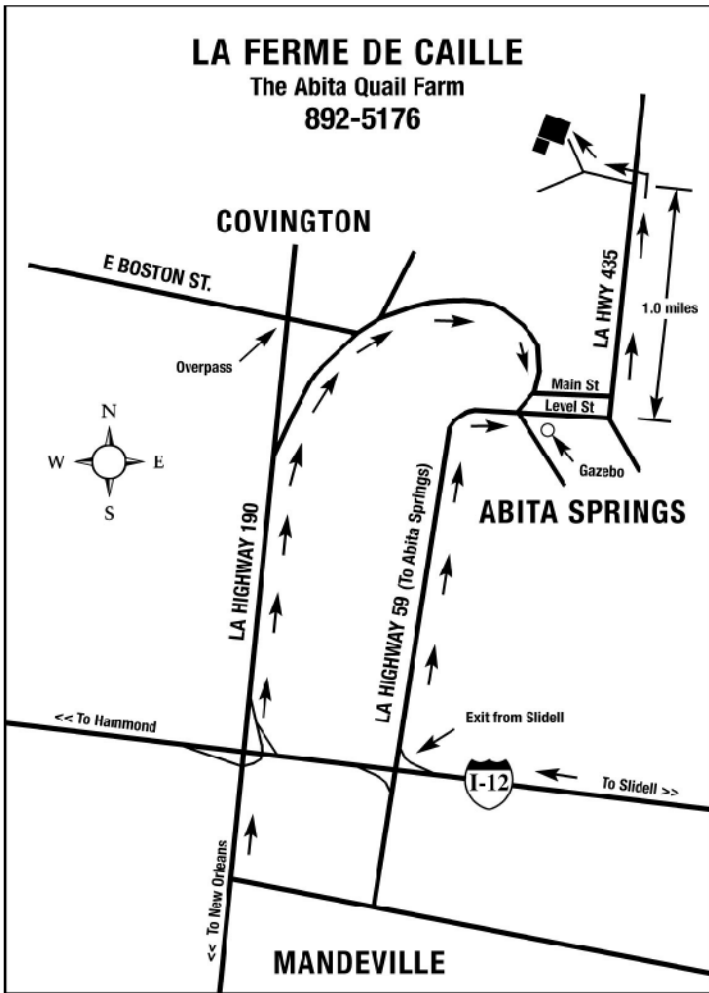 LA FERME DE CAILLE
The Abita Quail Farm
892-5176
COVINGTON
E BOSTON ST.
Overpass
LA HWY 435
1.0 miles
Main St
Level St
Gazebo
ABITA SPRINGS
N
W
E
S
LA HIGHWAY 190
LA HIGHWAY 59 (To Abita Springs)
<< To Hammond
Exit from Slidell
I-12
To Slidell >>
<< To New Orleans
MANDEVILLE